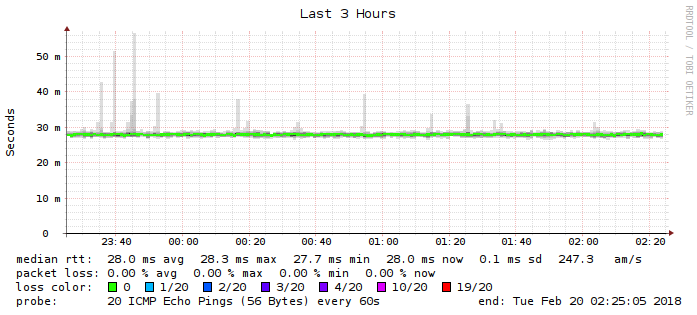 Last 3 Hours
RRDTOOL / TOBI OETIKER
Seconds
50 m
40 m
30 m
20 m
10 m
0
23:40 00:00 00:20 00:40 01:00 01:20 01:40 02:00 02:20
median rtt: 28.0 ms avg 28.3 ms max 27.7 ms min 28.0 ms now 0.1 ms sd 247.3 am/s
packet loss: 0.00 % avg 0.00 % max 0.00 % min 0.00 % now
loss color: 0 1/20 2/20 3/20 4/20 10/20 19/20
probe: 20 ICMP Echo Pings (56 Bytes) every 60s end: Tue Feb 20 02:25:05 2018